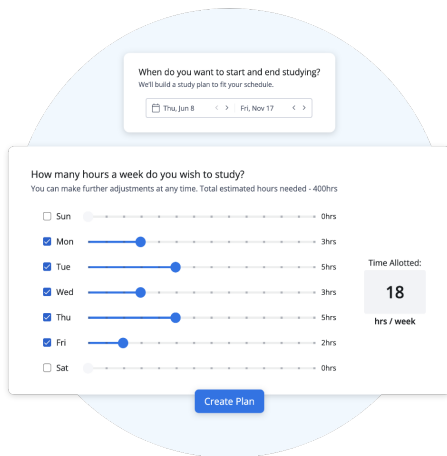 When do you want to start and end studying?
We'll build a study plan to fit your schedule.
Thu, Jun 8 < > Fri, Nov 17 < >
How many hours a week do you wish to study?
You can make further adjustments at any time. Total estimated hours needed - 400hrs
Sun 0hrs
Mon 3hrs
Tue 5hrs
Wed 3hrs
Thu 5hrs
Fri 2hrs
Sat 0hrs
Time Allotted:
18
hrs / week
Create Plan